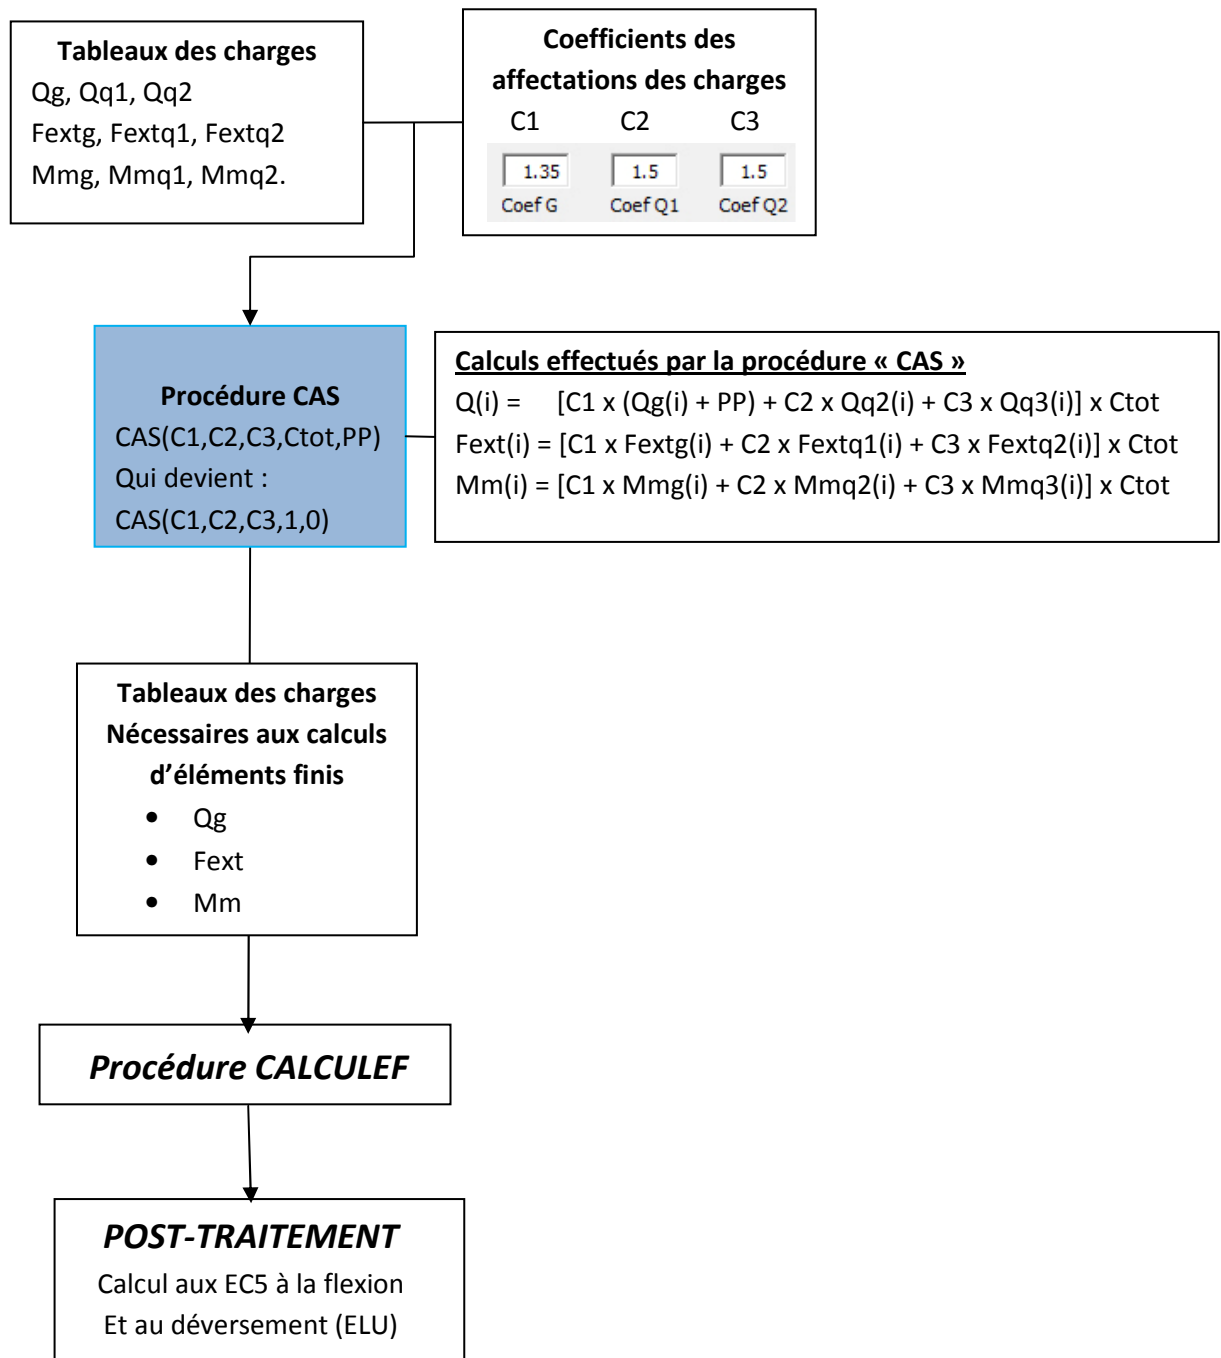 Tableaux des charges
Qg, Qq1, Qq2
Fextg, Fextq1, Fextq2
Mmg, Mmq1, Mmq2.
Coefficients des
affectations des charges
C1 C2 C3
1.35 1.5 1.5
Coef G Coef Q1 Coef Q2
Procédure CAS
CAS(C1,C2,C3,Ctot,PP)
Qui devient :
CAS(C1,C2,C3,1,0)
Calculs effectués par la procédure « CAS »
Q(i) = [C1 x (Qg(i) + PP) + C2 x Qq2(i) + C3 x Qq3(i)] x Ctot
Fext(i) = [C1 x Fextg(i) + C2 x Fextq1(i) + C3 x Fextq2(i)] x Ctot
Mm(i) = [C1 x Mmg(i) + C2 x Mmq2(i) + C3 x Mmq3(i)] x Ctot
Tableaux des charges
Nécessaires aux calculs
d’éléments finis
• Qg
• Fext
• Mm
Procédure CALCULEF
POST-TRAITEMENT
Calcul aux EC5 à la flexion
Et au déversement (ELU)